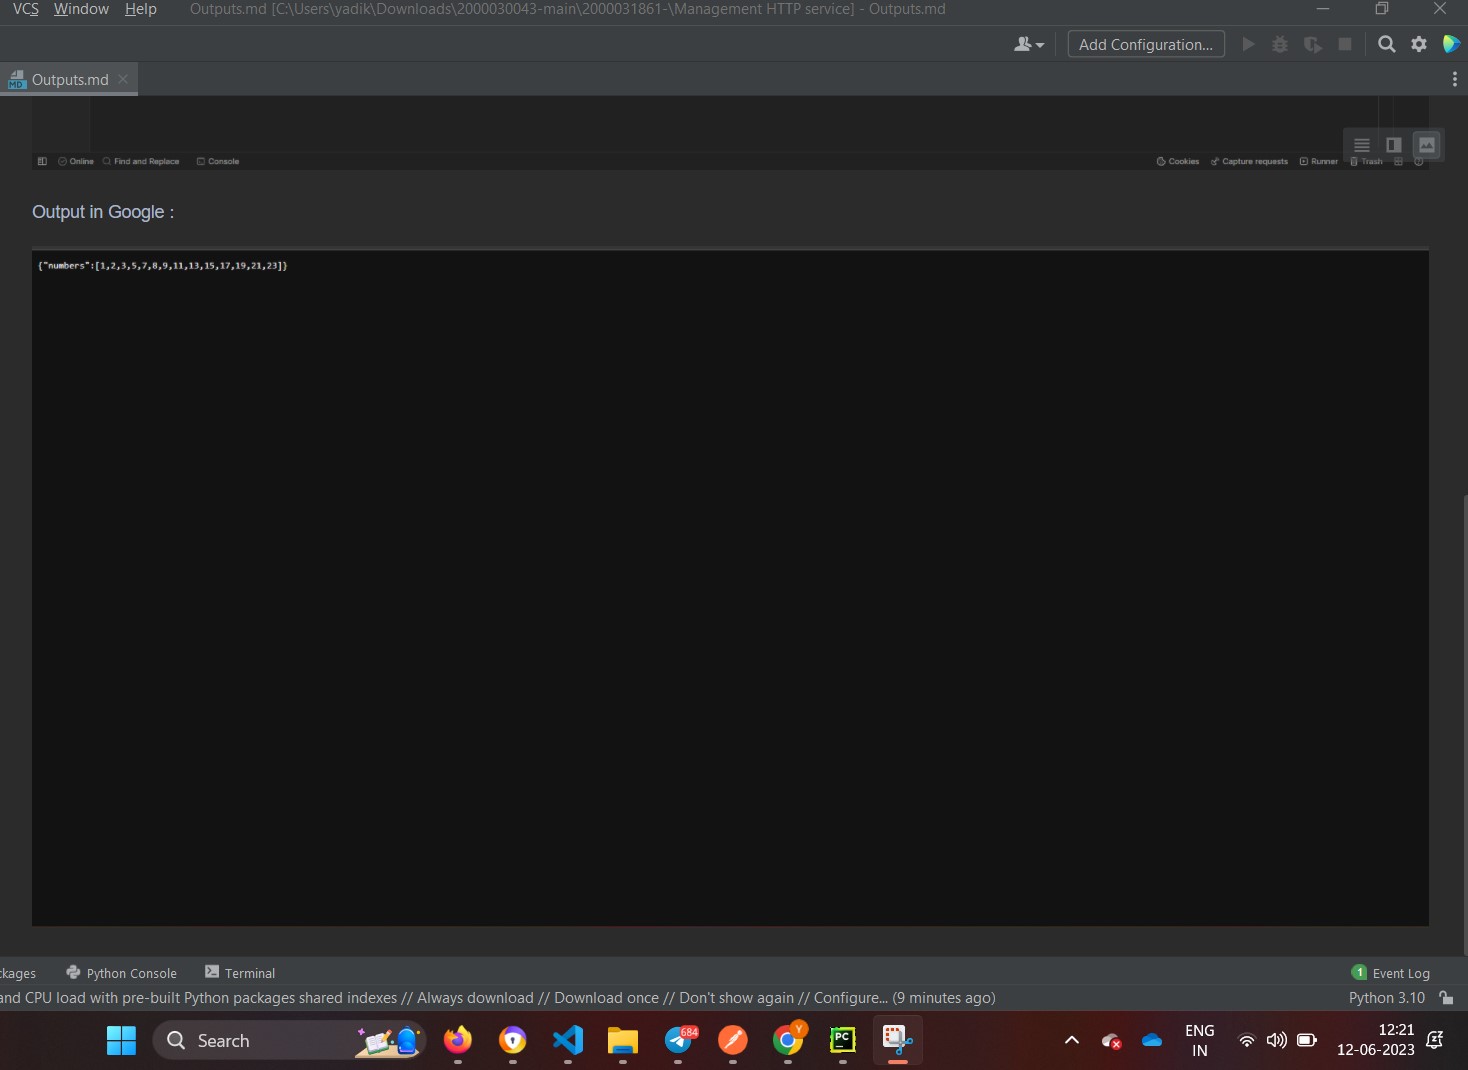 VCS Window Help Outputs.md [C:\Users\yadik\Downloads\2000030043-main\2000031861-\Management HTTP service] - Outputs.md
Add Configuration...
Outputs.md
Online Find and Replace Console Cookies Capture requests Runner Trash
Output in Google :
{"numbers":[1,2,3,5,7,8,9,11,13,15,17,19,21,23]}
ckages Python Console Terminal 1 Event Log
and CPU load with pre-built Python packages shared indexes // Always download // Download once // Don't show again // Configure... (9 minutes ago) Python 3.10
Search 684 Y PC ENG IN 12:21
12-06-2023